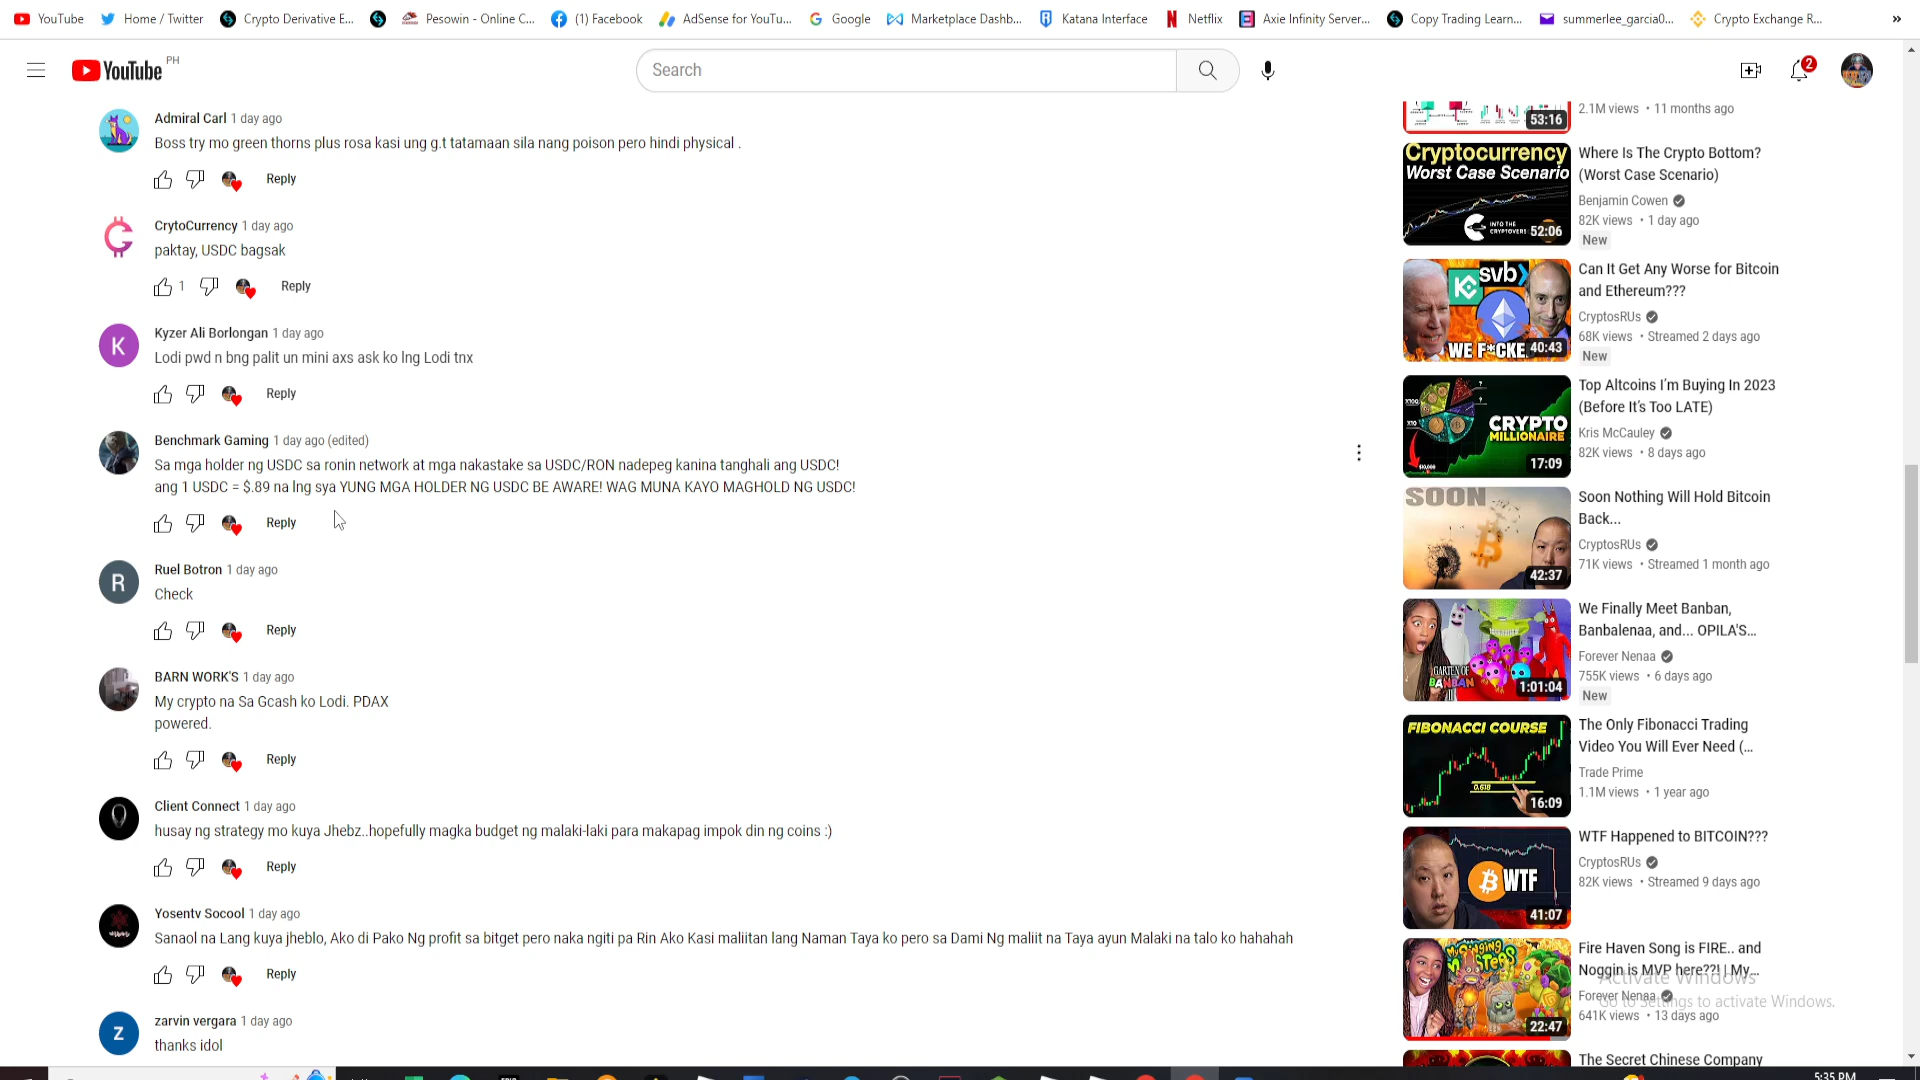 YouTube
Home / Twitter
Crypto Derivative E...
Pesowin - Online C...
(1) Facebook
AdSense for YouTu...
Google
Marketplace Dashb...
Katana Interface
Netflix
Axie Infinity Server...
Copy Trading Learn...
summerlee_garcia0...
Crypto Exchange R...
»
YouTube
PH
Search
2
Admiral Carl 1 day ago
Boss try mo green thorns plus rosa kasi ung g.t tatamaan sila nang poison pero hindi physical .
Reply
CrytoCurrency 1 day ago
paktay, USDC bagsak
1
Reply
K
Kyzer Ali Borlongan 1 day ago
Lodi pwd n bng palit un mini axs ask ko lng Lodi tnx
Reply
Benchmark Gaming 1 day ago (edited)
Sa mga holder ng USDC sa ronin network at mga nakastake sa USDC/RON nadepeg kanina tanghali ang USDC!
ang 1 USDC = $.89 na lng sya YUNG MGA HOLDER NG USDC BE AWARE! WAG MUNA KAYO MAGHOLD NG USDC!
Reply
R
Ruel Botron 1 day ago
Check
Reply
BARN WORK'S 1 day ago
My crypto na Sa Gcash ko Lodi. PDAX
powered.
Reply
Client Connect 1 day ago
husay ng strategy mo kuya Jhebz..hopefully magka budget ng malaki-laki para makapag impok din ng coins :)
Reply
Yosentv Socool 1 day ago
Sanaol na Lang kuya jheblo, Ako di Pako Ng profit sa bitget pero naka ngiti pa Rin Ako Kasi maliitan lang Naman Taya ko pero sa Dami Ng maliit na Taya ayun Malaki na talo ko hahahah
Reply
Z
zarvin vergara 1 day ago
thanks idol
53:16
2.1M views • 11 months ago
Cryptocurrency
Worst Case Scenario
INTO THE
CRYPTOVERSE
52:06
Where Is The Crypto Bottom?
(Worst Case Scenario)
Benjamin Cowen
82K views • 1 day ago
New
svb
WE F*CKE
40:43
Can It Get Any Worse for Bitcoin
and Ethereum???
CryptosRUs
68K views • Streamed 2 days ago
New
X100
X10
CRYPTO
MILLIONAIRE
17:09
Top Altcoins I'm Buying In 2023
(Before It's Too LATE)
Kris McCauley
82K views • 8 days ago
SOON
42:37
Soon Nothing Will Hold Bitcoin
Back...
CryptosRUs
71K views • Streamed 1 month ago
GARTEN OF
BANBAN
1:01:04
We Finally Meet Banban,
Banbalenaa, and... OPILA'S...
Forever Nenaa
755K views • 6 days ago
New
FIBONACCI COURSE
0.618
16:09
The Only Fibonacci Trading
Video You Will Ever Need (...
Trade Prime
1.1M views • 1 year ago
WTF
41:07
WTF Happened to BITCOIN???
CryptosRUs
82K views • Streamed 9 days ago
My Singing
Monsters
22:47
Fire Haven Song is FIRE.. and
Noggin is MVP here??! | My...
Forever Nenaa
641K views • 13 days ago
Activate Windows
Go to Settings to activate Windows.
The Secret Chinese Company
5:35 PM